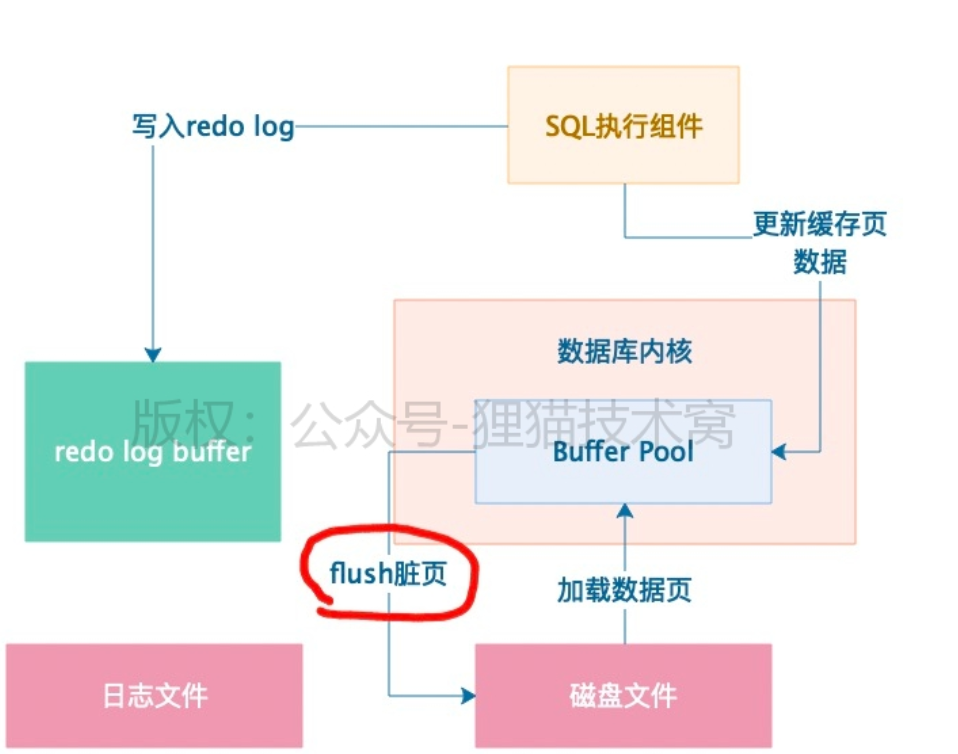 写入redo log
SQL执行组件
更新缓存页
数据
数据库内核
版权：公众号-狸猫技术窝
redo log buffer
Buffer Pool
flush脏页
加载数据页
日志文件
磁盘文件